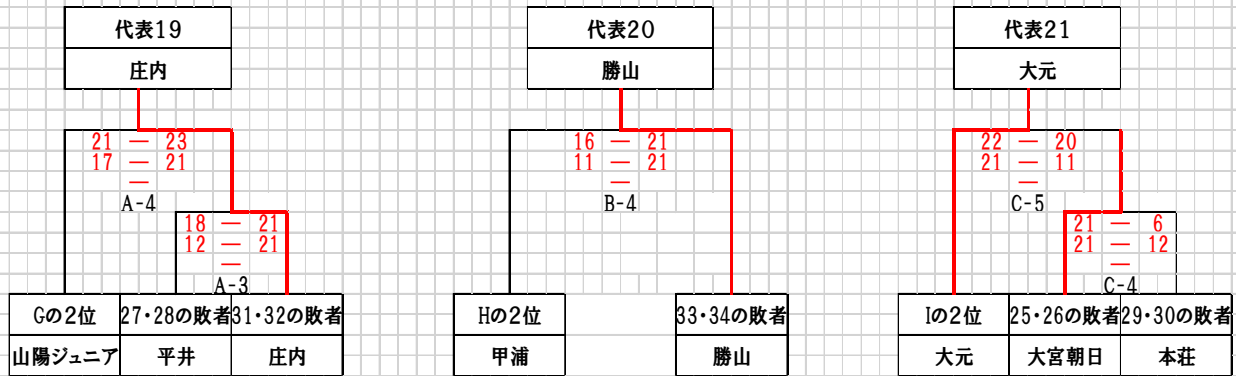 代表19
代表20
代表21
庄内
勝山
大元
21 — 23
16 — 21
22 — 20
17 — 21
11 — 21
21 — 11
—
—
—
A-4
B-4
C-5
18 — 21
21 — 6
12 — 21
21 — 12
—
—
A-3
C-4
Gの2位
27・28の敗者
31・32の敗者
Hの2位
33・34の敗者
Iの2位
25・26の敗者
29・30の敗者
山陽ジュニア
平井
庄内
甲浦
勝山
大元
大宮朝日
本荘